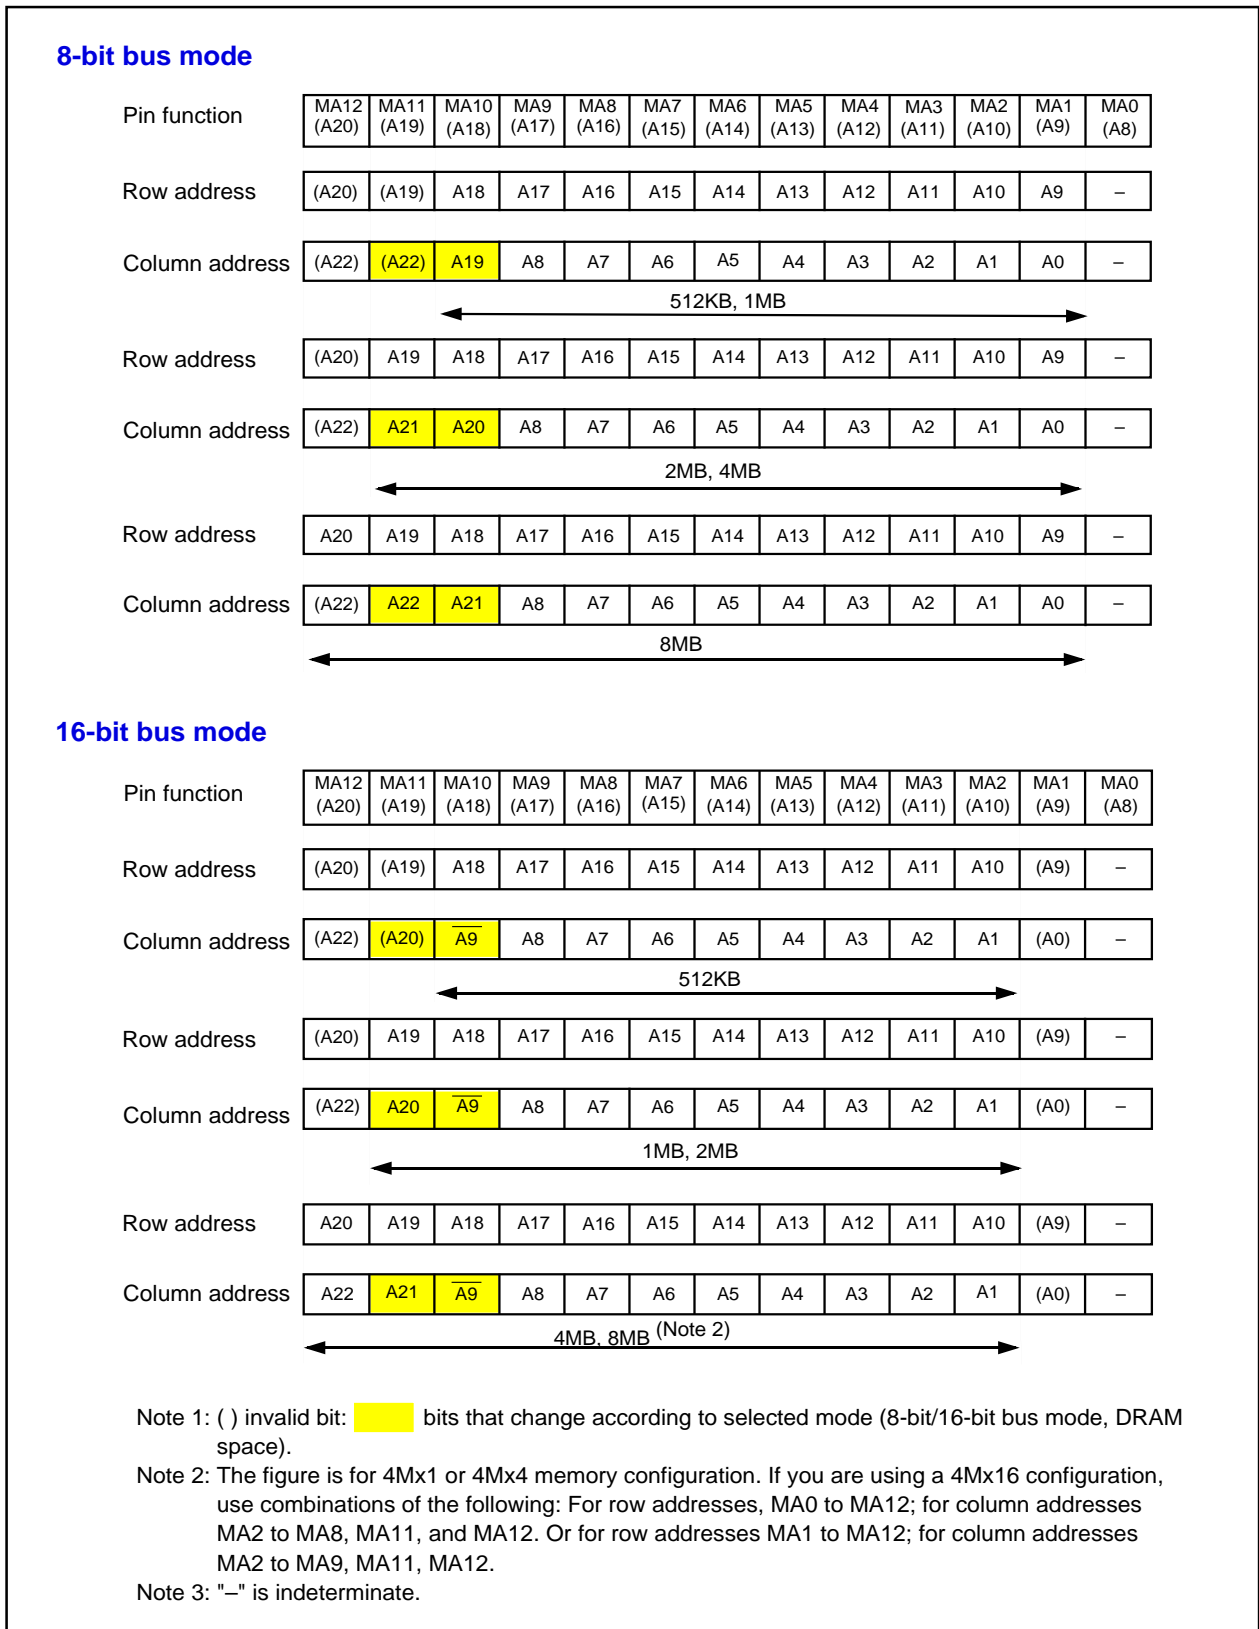 8-bit bus mode
Pin function MA12 MA11 MA10 MA9 MA8 MA7 MA6 MA5 MA4 MA3 MA2 MA1 MA0
(A20) (A19) (A18) (A17) (A16) (A15) (A14) (A13) (A12) (A11) (A10) (A9) (A8)
Row address (A20) (A19) A18 A17 A16 A15 A14 A13 A12 A11 A10 A9 –
Column address (A22) (A22) A19 A8 A7 A6 A5 A4 A3 A2 A1 A0 –
512KB, 1MB
Row address (A20) A19 A18 A17 A16 A15 A14 A13 A12 A11 A10 A9 –
Column address (A22) A21 A20 A8 A7 A6 A5 A4 A3 A2 A1 A0 –
2MB, 4MB
Row address A20 A19 A18 A17 A16 A15 A14 A13 A12 A11 A10 A9 –
Column address (A22) A22 A21 A8 A7 A6 A5 A4 A3 A2 A1 A0 –
8MB
16-bit bus mode
Pin function MA12 MA11 MA10 MA9 MA8 MA7 MA6 MA5 MA4 MA3 MA2 MA1 MA0
(A20) (A19) (A18) (A17) (A16) (A15) (A14) (A13) (A12) (A11) (A10) (A9) (A8)
Row address (A20) (A19) A18 A17 A16 A15 A14 A13 A12 A11 A10 (A9) –
Column address (A22) (A20) A̅9̅ A8 A7 A6 A5 A4 A3 A2 A1 (A0) –
512KB
Row address (A20) A19 A18 A17 A16 A15 A14 A13 A12 A11 A10 (A9) –
Column address (A22) A20 A̅9̅ A8 A7 A6 A5 A4 A3 A2 A1 (A0) –
1MB, 2MB
Row address A20 A19 A18 A17 A16 A15 A14 A13 A12 A11 A10 (A9) –
Column address A22 A21 A̅9̅ A8 A7 A6 A5 A4 A3 A2 A1 (A0) –
4MB, 8MB (Note 2)
Note 1: ( ) invalid bit: bits that change according to selected mode (8-bit/16-bit bus mode, DRAM
space).
Note 2: The figure is for 4Mx1 or 4Mx4 memory configuration. If you are using a 4Mx16 configuration,
use combinations of the following: For row addresses, MA0 to MA12; for column addresses
MA2 to MA8, MA11, and MA12. Or for row addresses MA1 to MA12; for column addresses
MA2 to MA9, MA11, MA12.
Note 3: "–" is indeterminate.